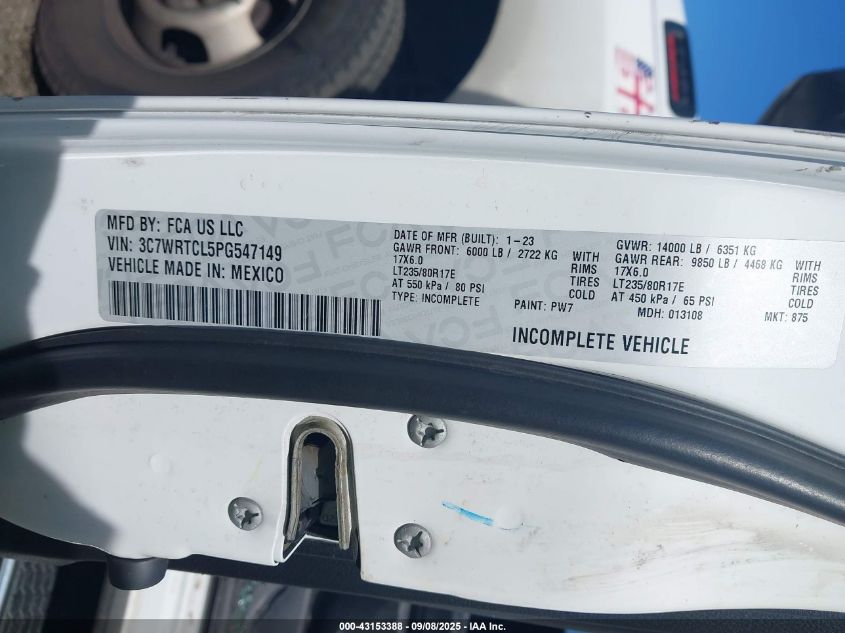 MFD BY: FCA US LLC
VIN: 3C7WRTCL5PG547149
VEHICLE MADE IN: MEXICO
DATE OF MFR (BUILT): 1-23
GAWR FRONT: 6000 LB / 2722 KG WITH
17X6.0 RIMS
LT235/80R17E TIRES
AT 550 kPa / 80 PSI COLD
TYPE: INCOMPLETE
PAINT: PW7
GVWR: 14000 LB / 6351 KG
GAWR REAR: 9850 LB / 4468 KG WITH
17X6.0 RIMS
LT235/80R17E TIRES
AT 450 kPa / 65 PSI COLD
MDH: 013108 MKT: 875
INCOMPLETE VEHICLE
000-43153388 - 09/08/2025 - IAA Inc.